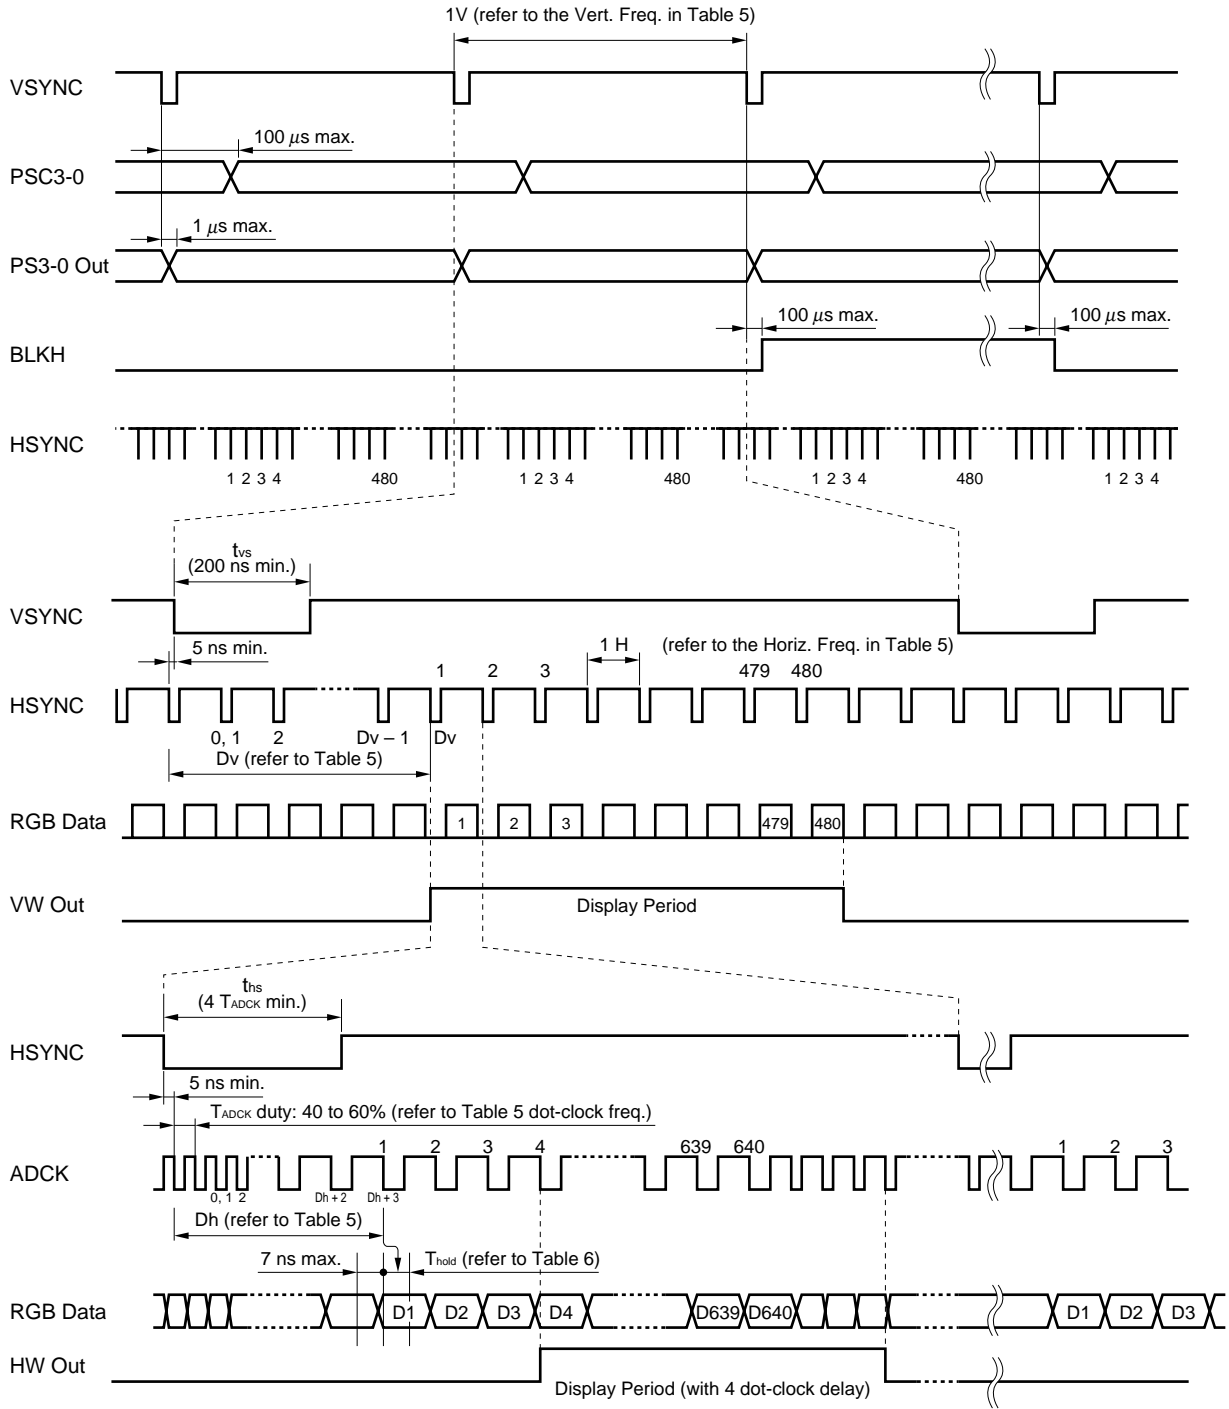 1V (refer to the Vert. Freq. in Table 5)
VSYNC
100 μs max.
PSC3-0
1 μs max.
PS3-0 Out
100 μs max. 100 μs max.
BLKH
HSYNC
1 2 3 4 480 1 2 3 4 480 1 2 3 4 480 1 2 3 4
tvs
(200 ns min.)
VSYNC
5 ns min. 1 H (refer to the Horiz. Freq. in Table 5)
1 2 3 479 480
HSYNC
0, 1 2 Dv – 1 Dv
Dv (refer to Table 5)
RGB Data 1 2 3 479 480
VW Out Display Period
ths
(4 TADCK min.)
HSYNC
5 ns min.
TADCK duty: 40 to 60% (refer to Table 5 dot-clock freq.)
1 2 3 4 639 640 1 2 3
ADCK
0, 1 2 Dh + 2 Dh + 3
Dh (refer to Table 5)
7 ns max. Thold (refer to Table 6)
RGB Data D1 D2 D3 D4 D639 D640 D1 D2 D3
HW Out
Display Period (with 4 dot-clock delay)